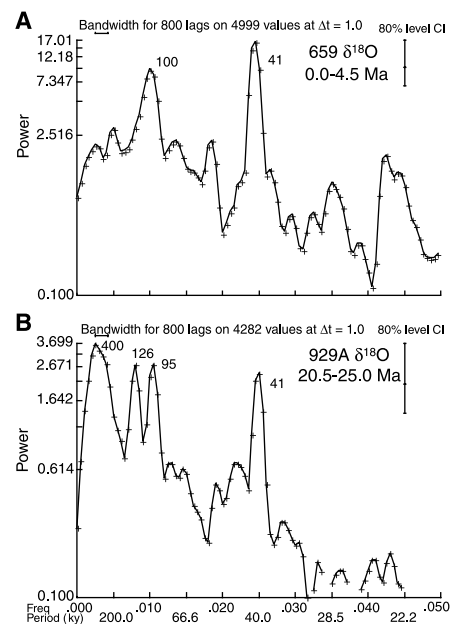 A
Bandwidth for 800 lags on 4999 values at Δt = 1.0
80% level CI
17.01
12.18
7.347
2.516
0.100
Power
100
41
659 δ18O
0.0-4.5 Ma
B
Bandwidth for 800 lags on 4282 values at Δt = 1.0
80% level CI
3.699
2.671
1.642
0.614
0.100
Power
400
126
95
41
929A δ18O
20.5-25.0 Ma
Freq .000 .010 .020 .030 .040 .050
Period (ky) 200.0 66.6 40.0 28.5 22.2